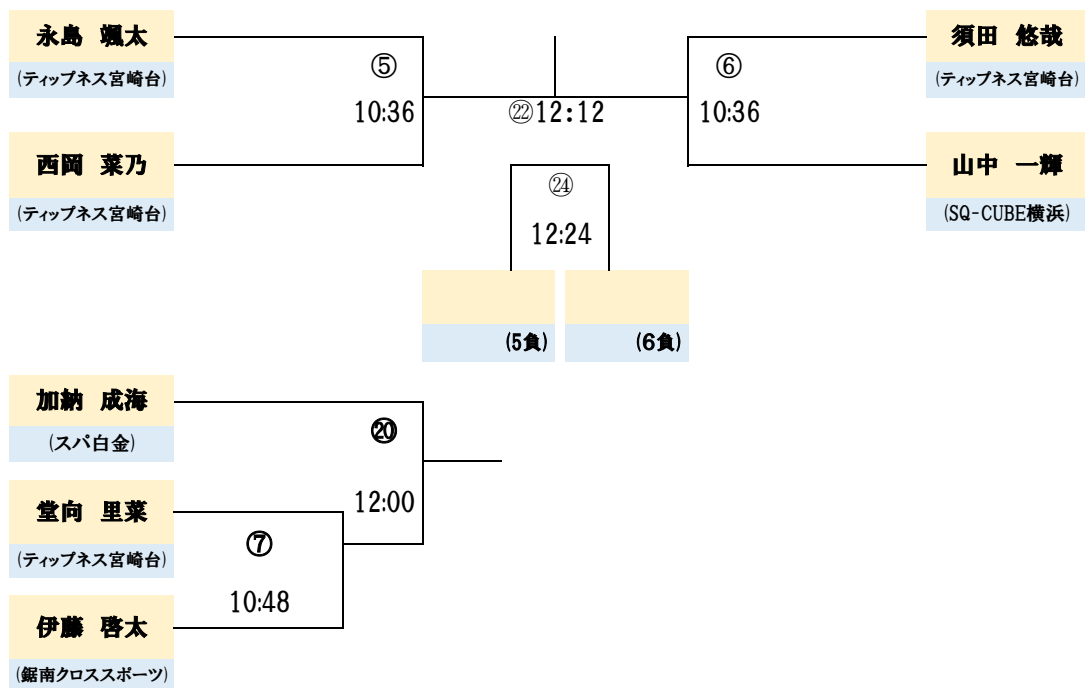 永島 颯太
(ティップネス宮崎台)
⑤
10:36
西岡 菜乃
(ティップネス宮崎台)
㉒12:12
⑥
10:36
須田 悠哉
(ティップネス宮崎台)
山中 一輝
(SQ-CUBE横浜)
㉔
12:24
(5負)
(6負)
加納 成海
(スパ白金)
⑳
12:00
堂向 里菜
(ティップネス宮崎台)
⑦
10:48
伊藤 啓太
(鋸南クロススポーツ)